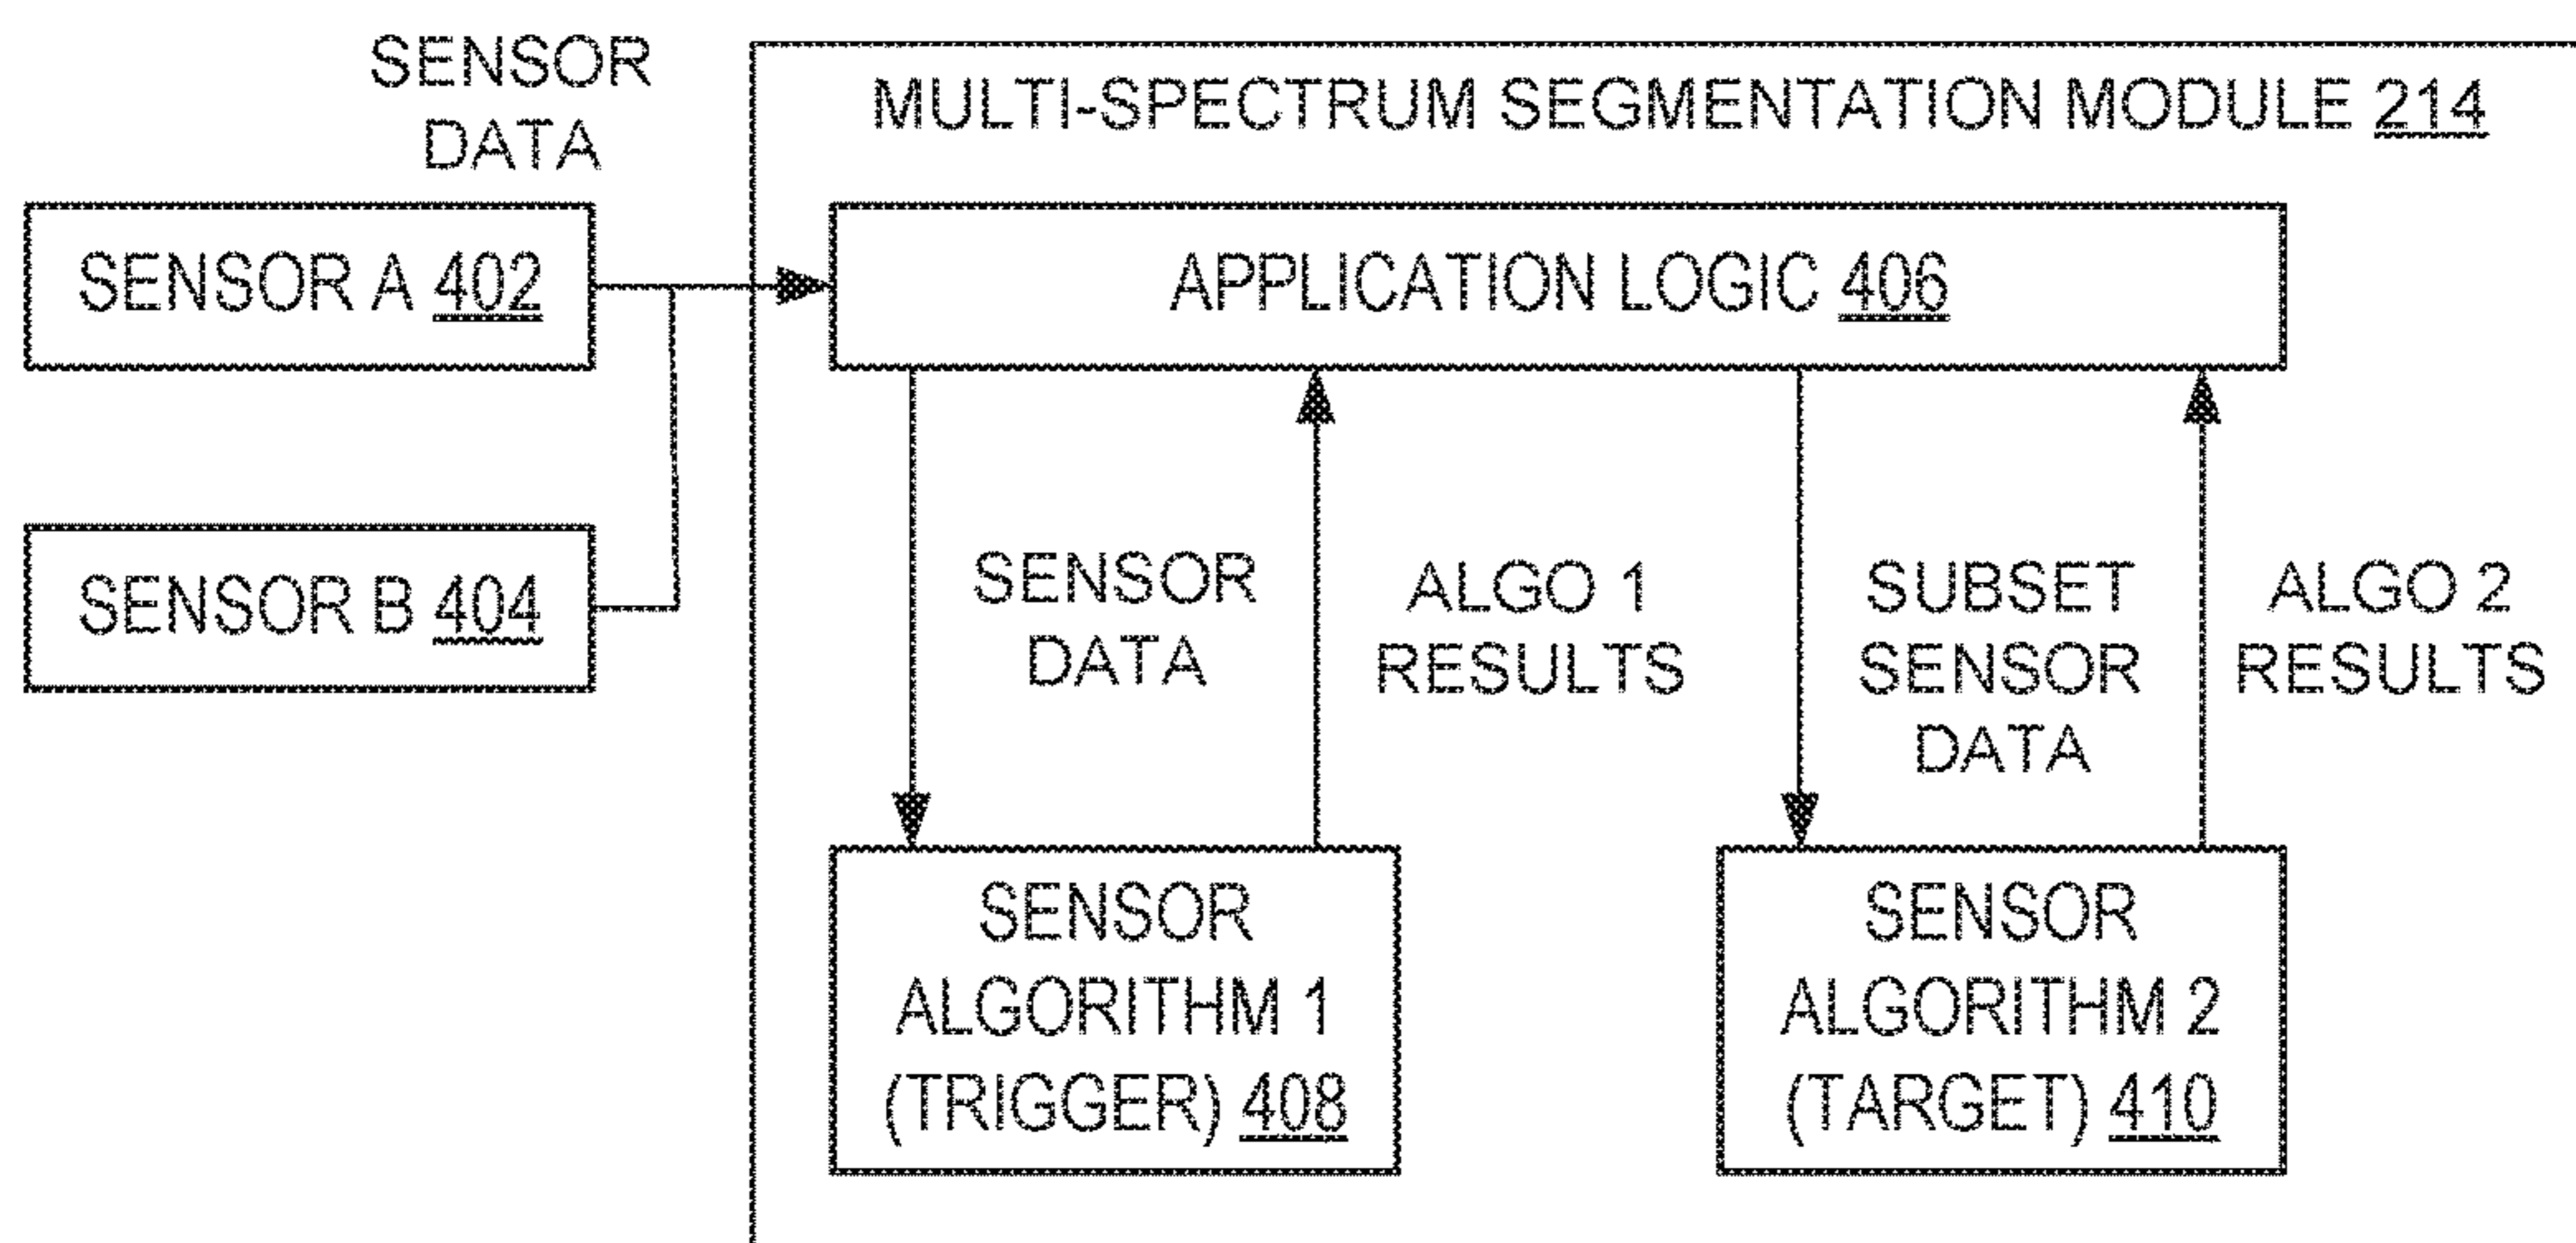 SENSOR
DATA
MULTI-SPECTRUM SEGMENTATION MODULE 214
SENSOR A 402
APPLICATION LOGIC 406
SENSOR B 404
SENSOR
DATA
ALGO 1
RESULTS
SUBSET
SENSOR
DATA
ALGO 2
RESULTS
SENSOR
ALGORITHM 1
(TRIGGER) 408
SENSOR
ALGORITHM 2
(TARGET) 410